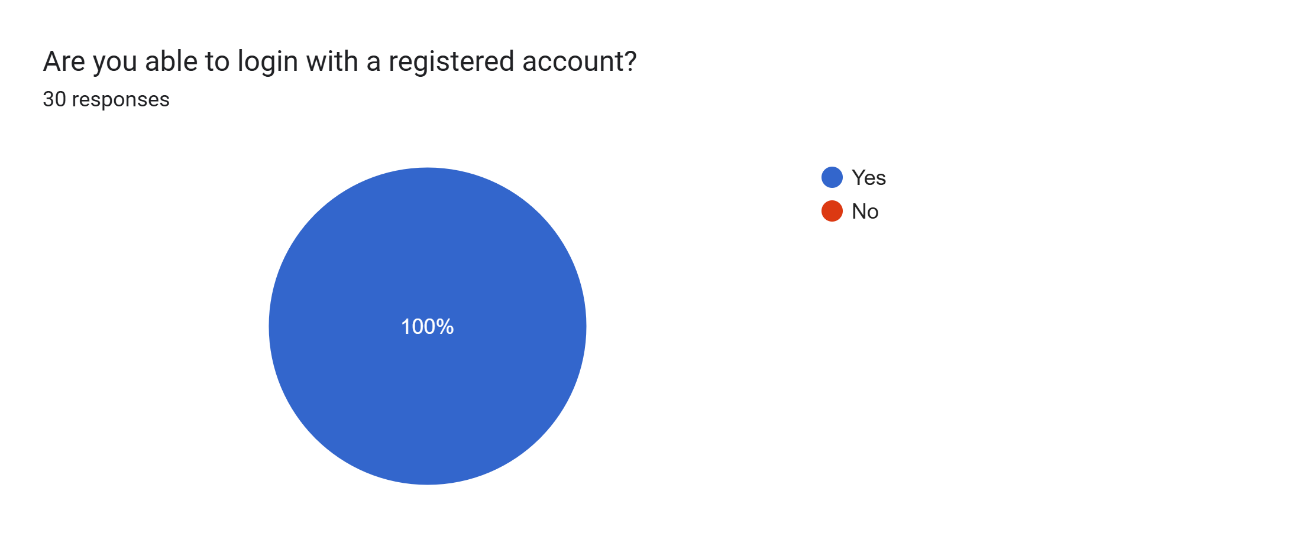 Are you able to login with a registered account?
30 responses
100%
Yes
No